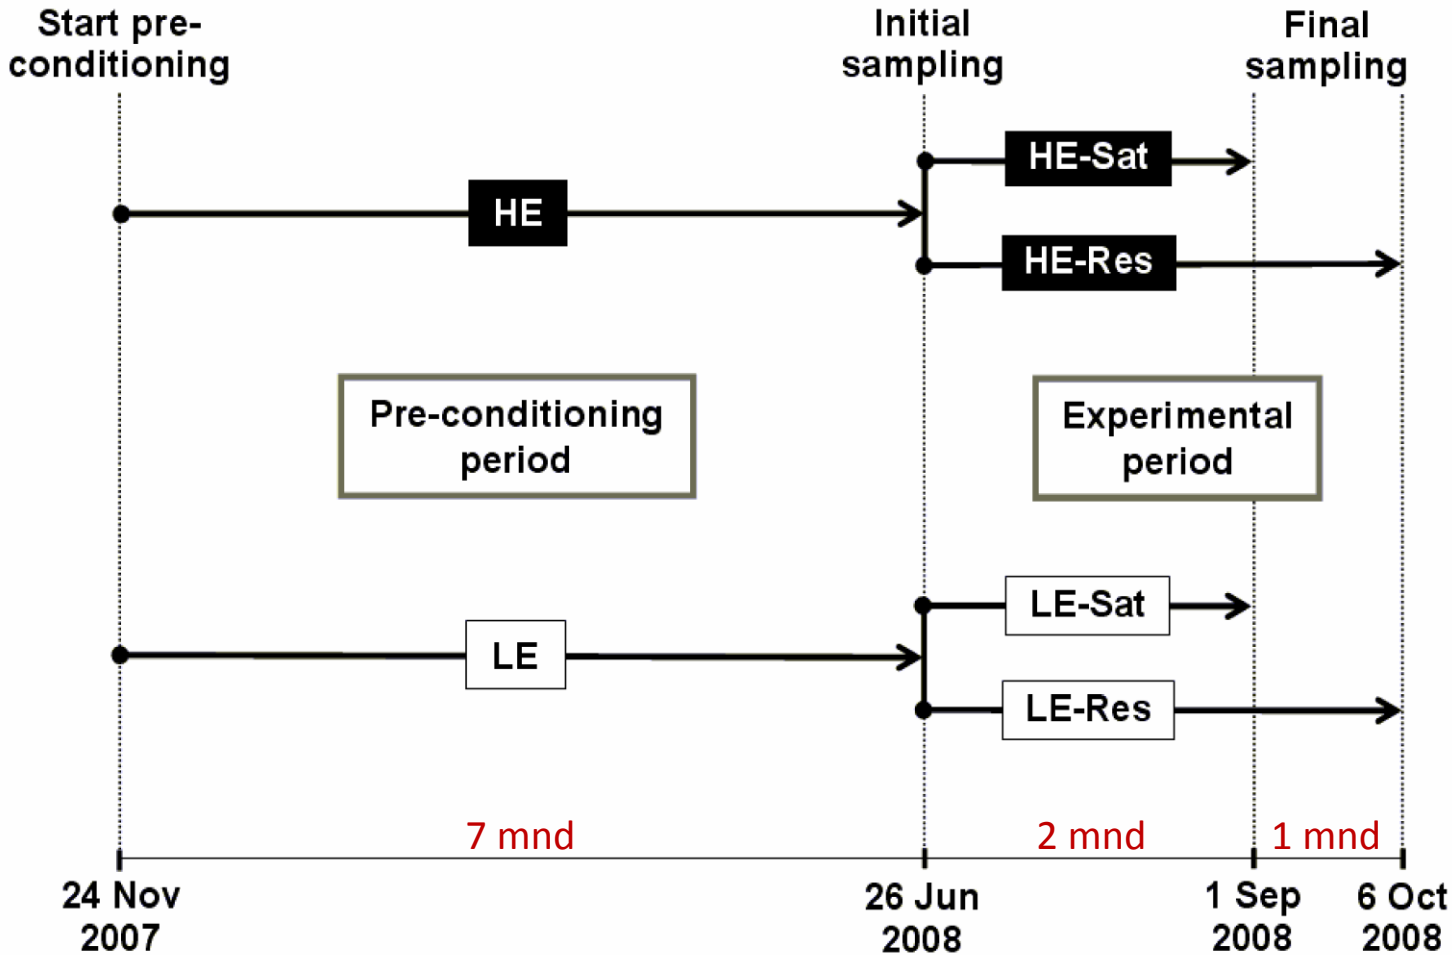 Start pre-
conditioning
Initial
sampling
Final
sampling
HE-Sat
HE
HE-Res
Pre-conditioning
period
Experimental
period
LE-Sat
LE
LE-Res
7 mnd
2 mnd
1 mnd
24 Nov
2007
26 Jun
2008
1 Sep
2008
6 Oct
2008